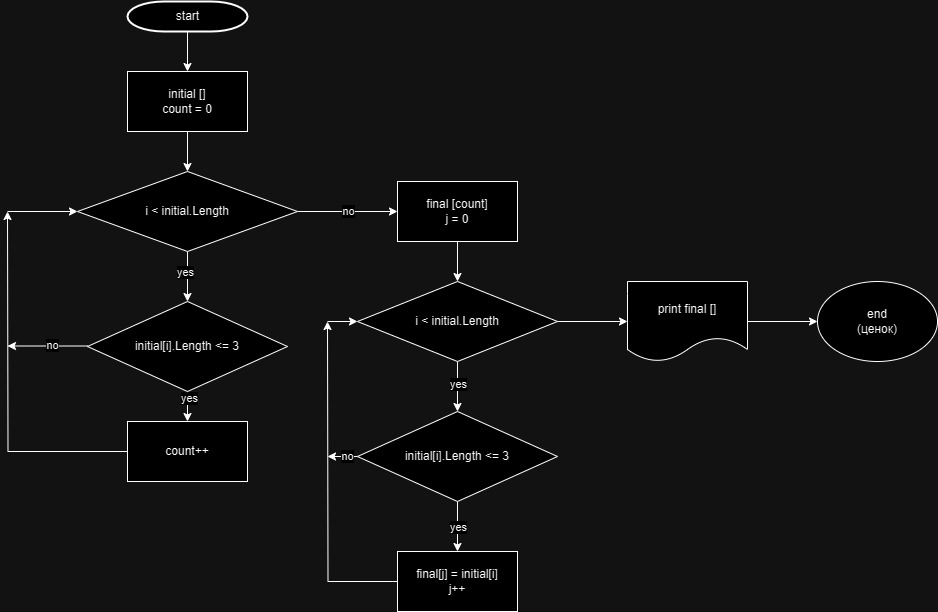 start
initial []
count = 0
i < initial.Length
no
yes
initial[i].Length <= 3
no
yes
count++
final [count]
j = 0
i < initial.Length
yes
initial[i].Length <= 3
no
yes
final[j] = initial[i]
j++
print final []
end
(ценок)